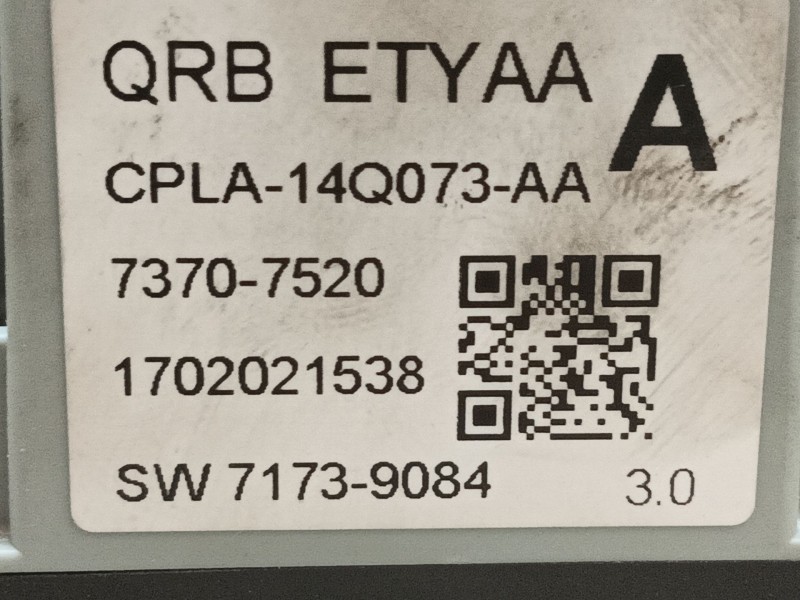 QRB ETYAA A
CPLA-14Q073-AA
7370-7520
1702021538
SW 7173-9084 3.0